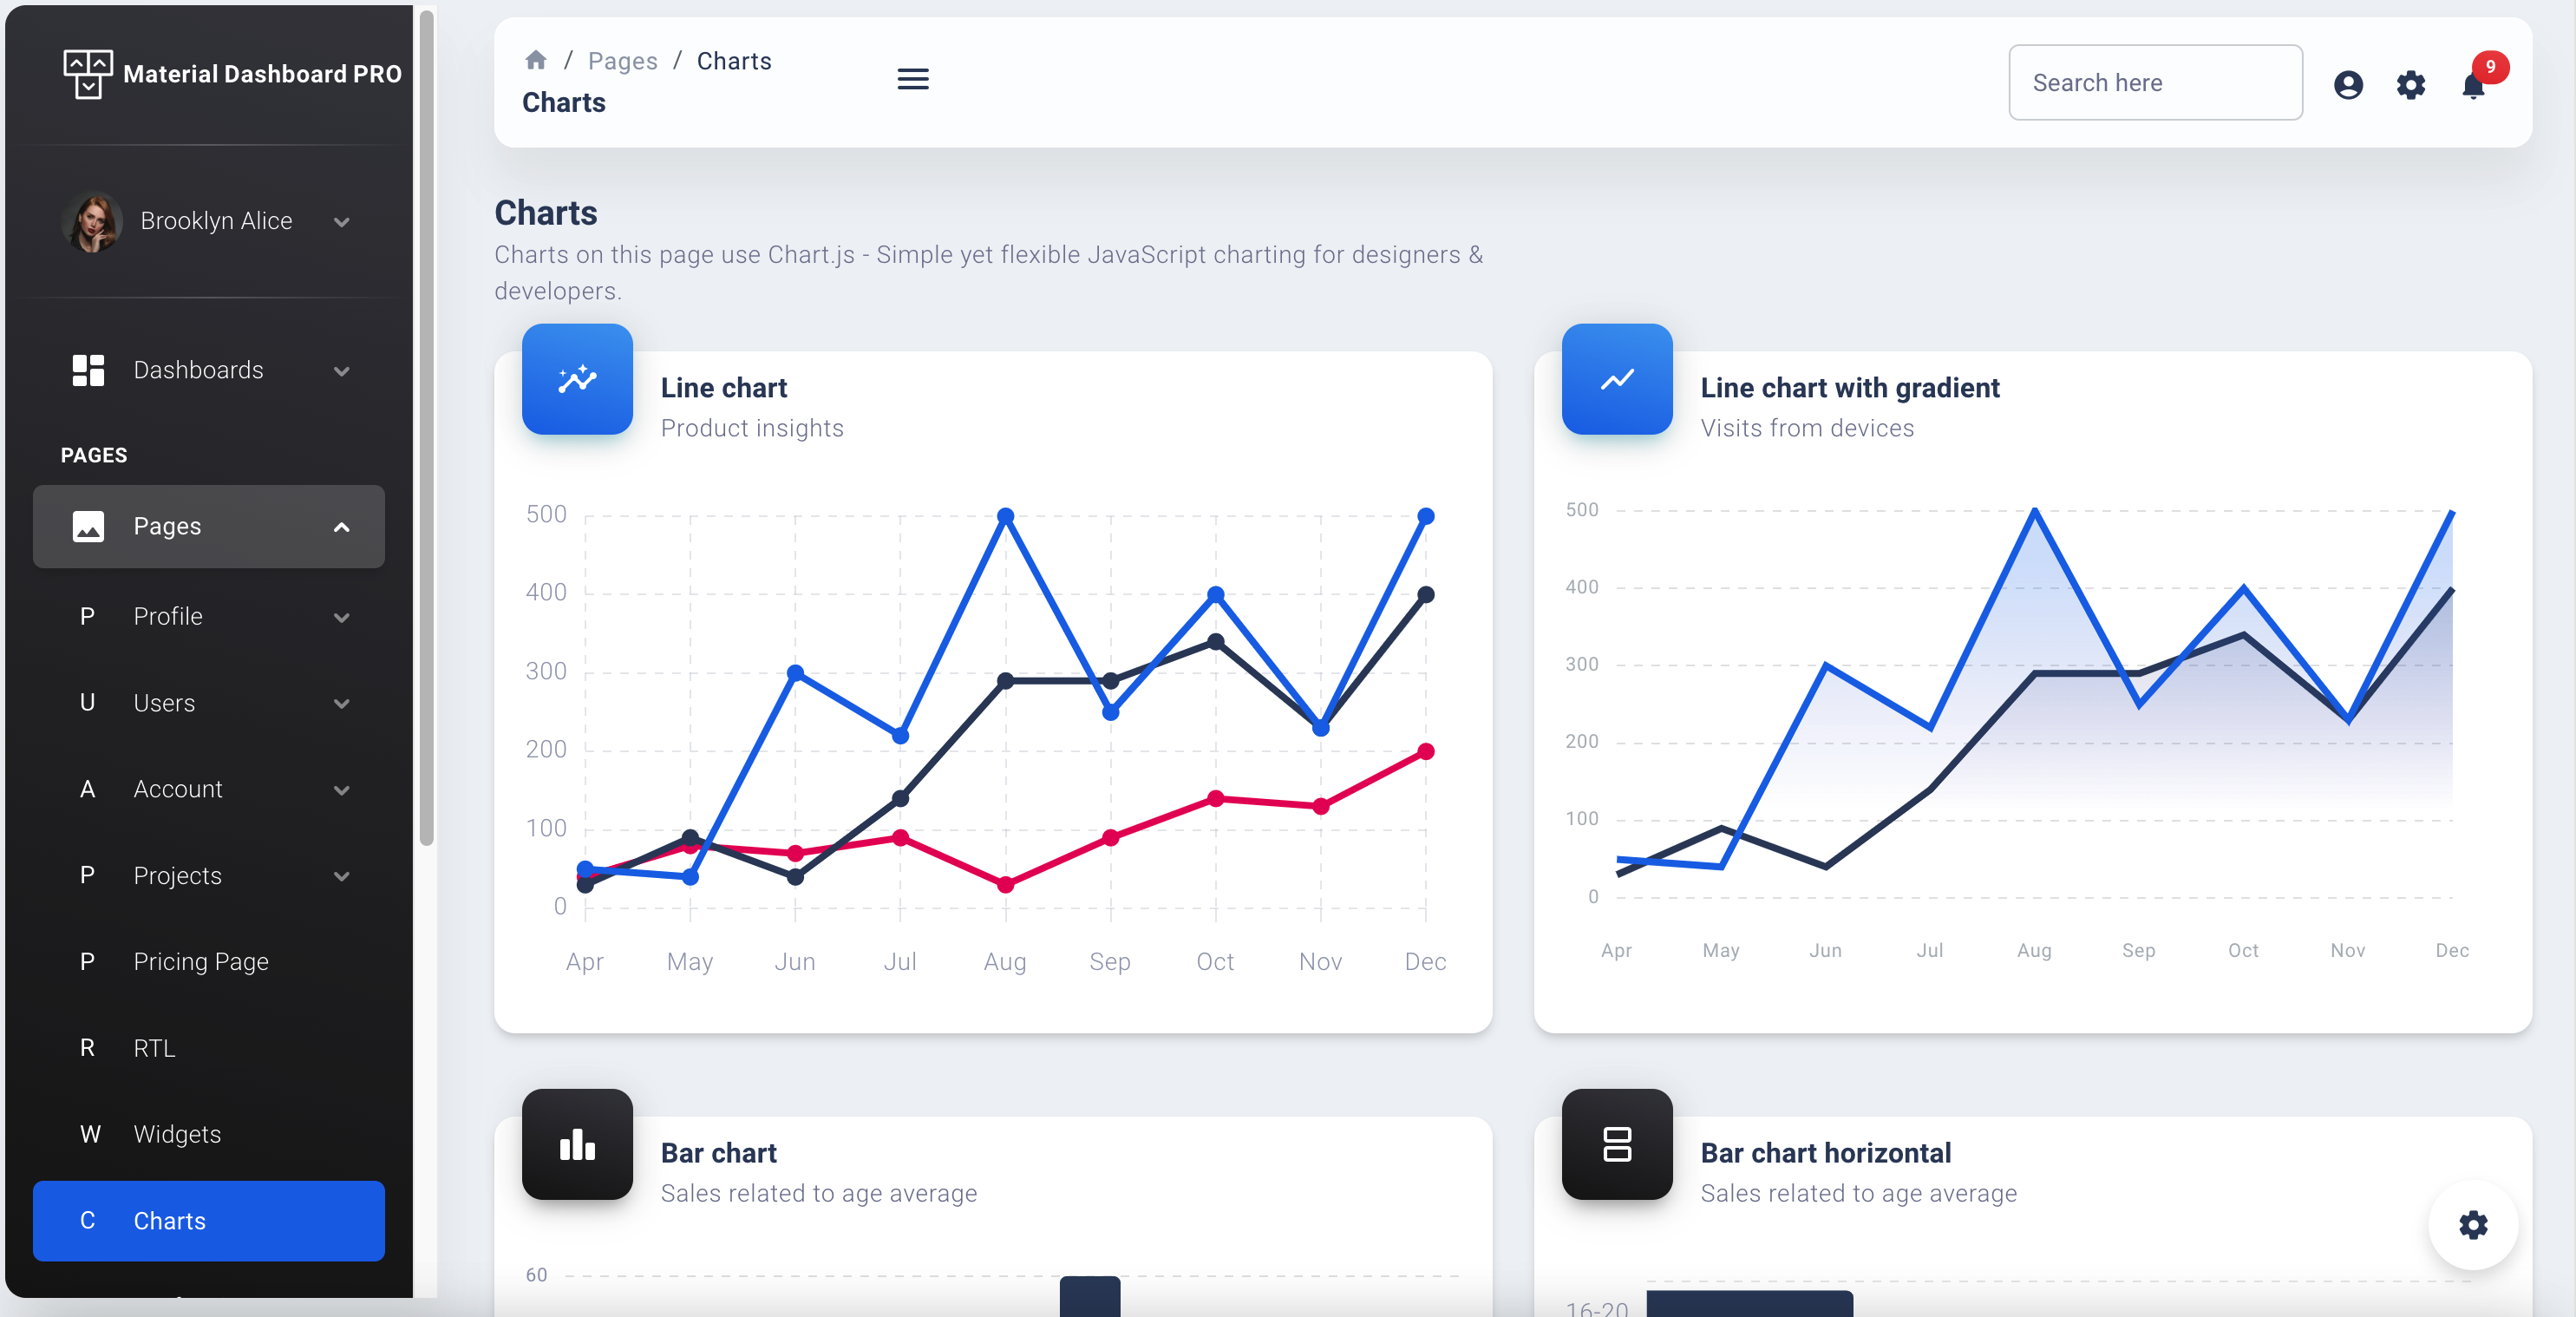 Material Dashboard PRO
Brooklyn Alice
Dashboards
PAGES
Pages
P Profile
U Users
A Account
P Projects
P Pricing Page
R RTL
W Widgets
C Charts
/ Pages / Charts
Charts
Search here
9
Charts
Charts on this page use Chart.js - Simple yet flexible JavaScript charting for designers &
developers.
Line chart
Product insights
500
400
300
200
100
0
Apr May Jun Jul Aug Sep Oct Nov Dec
Line chart with gradient
Visits from devices
500
400
300
200
100
0
Apr May Jun Jul Aug Sep Oct Nov Dec
Bar chart
Sales related to age average
60
Bar chart horizontal
Sales related to age average
16-20